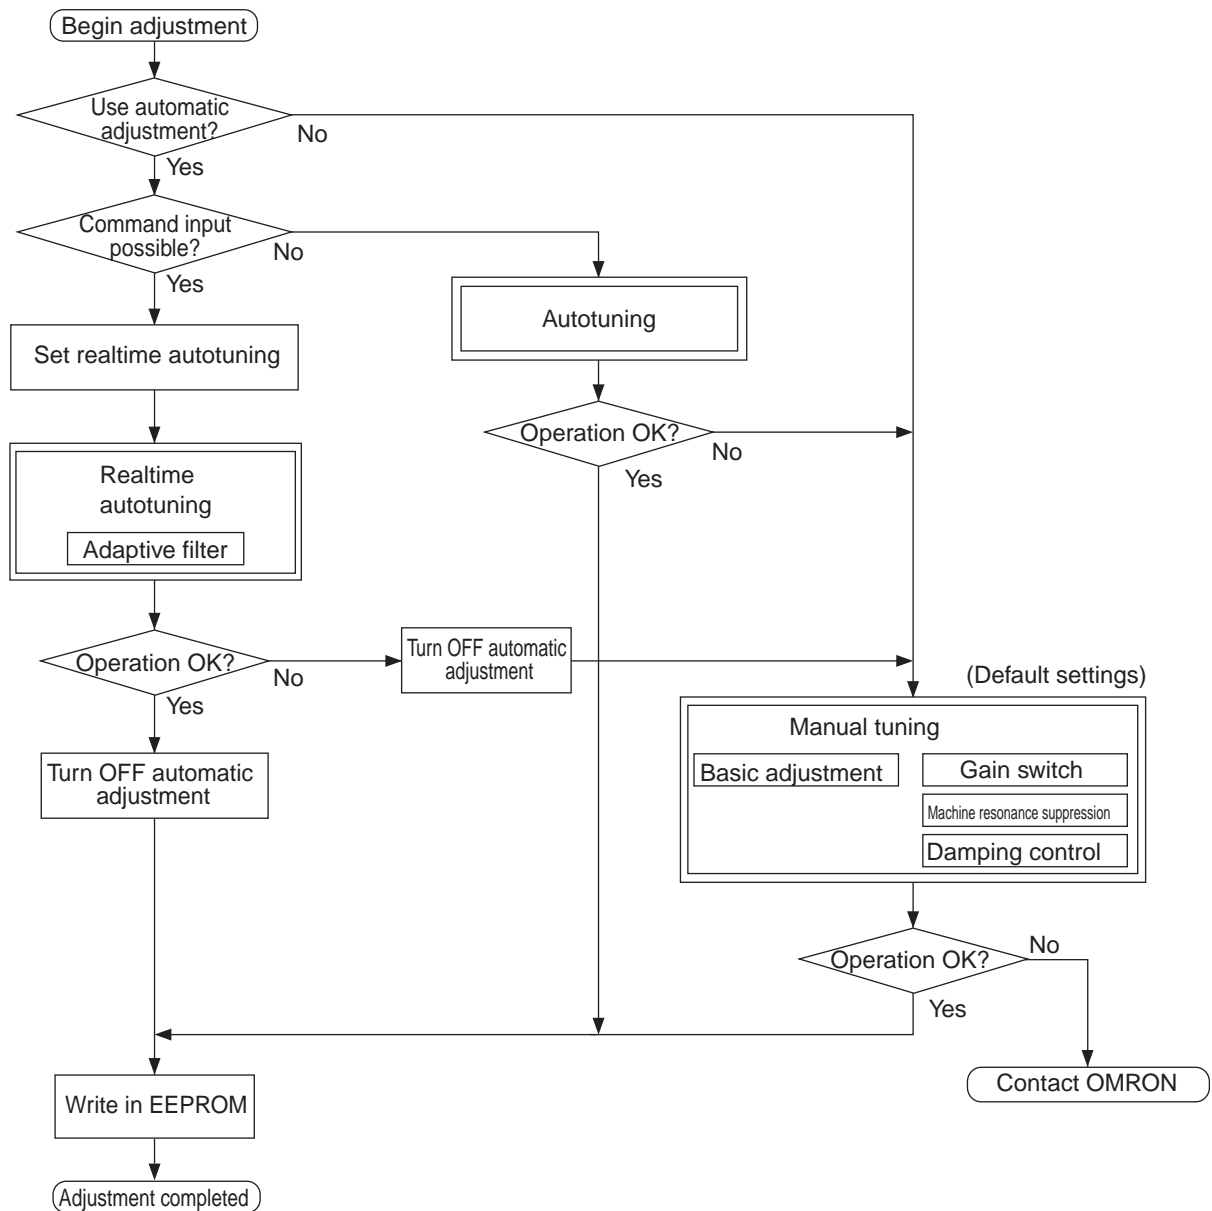 Begin adjustment
Use automatic
adjustment?
No
Yes
Command input
possible?
No
Yes
Set realtime autotuning
Autotuning
Operation OK?
No
Yes
Realtime
autotuning
Adaptive filter
Operation OK?
No
Yes
Turn OFF automatic
adjustment
Turn OFF automatic
adjustment
(Default settings)
Manual tuning
Basic adjustment
Gain switch
Machine resonance suppression
Damping control
Operation OK?
No
Yes
Contact OMRON
Write in EEPROM
Adjustment completed